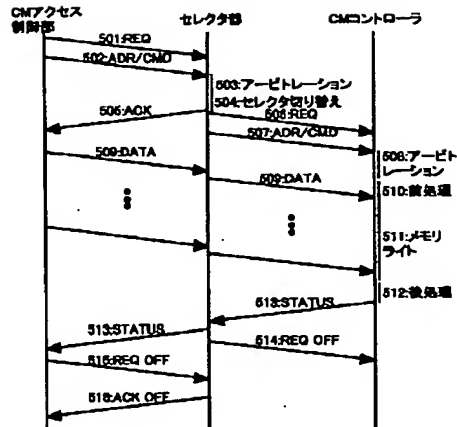 CMアクセス
制御部
セレクタ部
CMコントローラ
501:REQ
502:ADR/CMD
503:アービトレーション
504:セレクタ切り替え
505:ACK
506:REQ
507:ADR/CMD
508:アービト
レーション
509:DATA
509:DATA
510:前処理
511:メモリ
ライト
512:後処理
513:STATUS
513:STATUS
514:REQ OFF
515:REQ OFF
516:ACK OFF